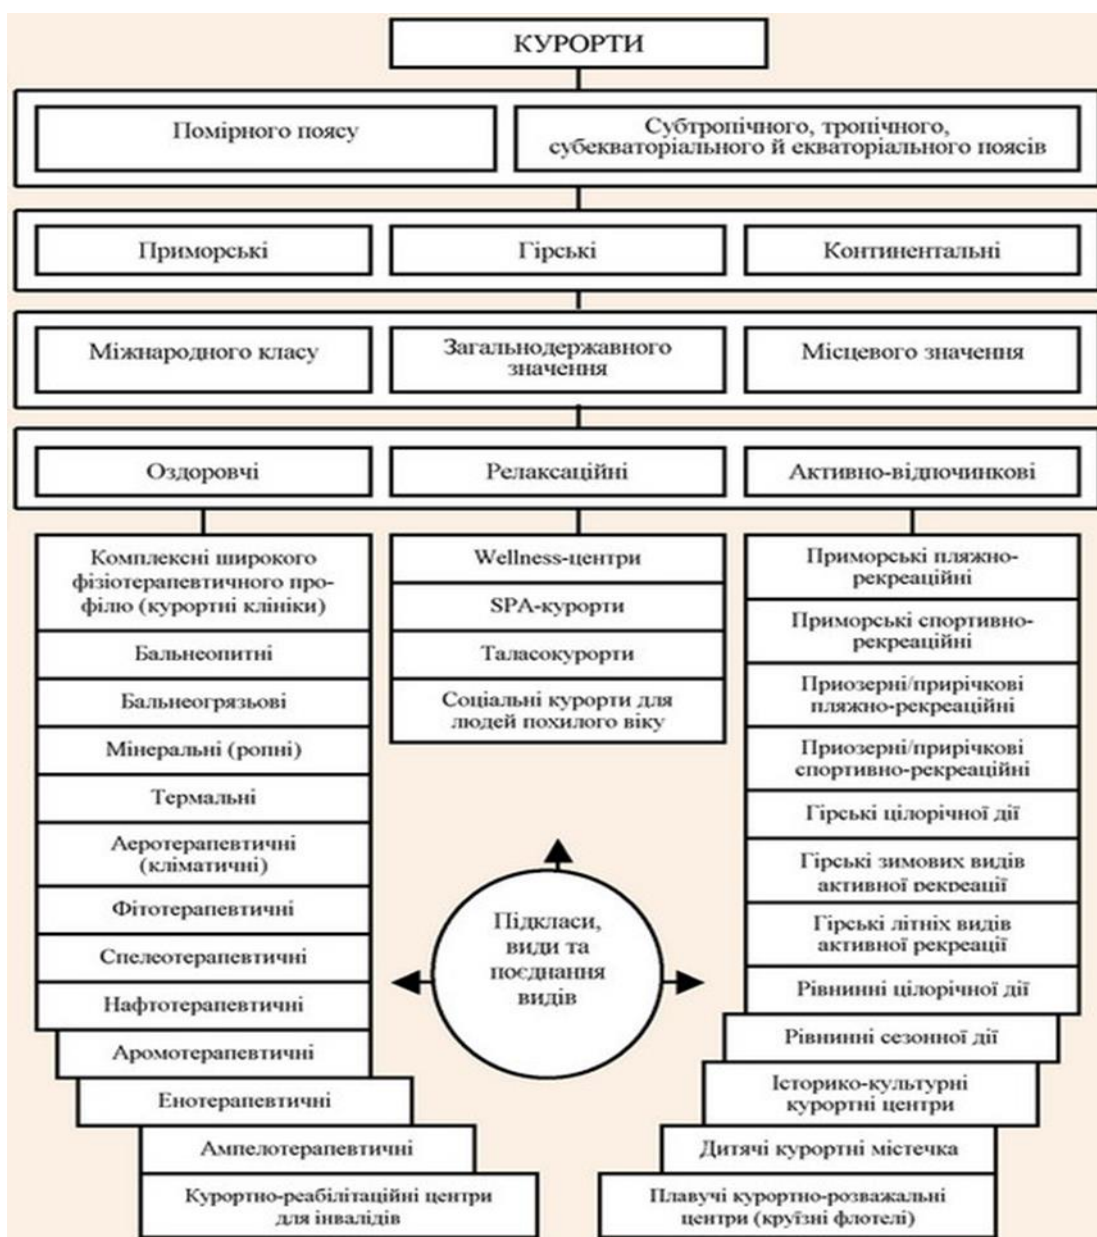 КУРОРТИ
Помірного поясу
Субтропічного, тропічного,
субекваторіального й екваторіального поясів
Приморські
Гірські
Континентальні
Міжнародного класу
Загальнодержавного
значення
Місцевого значення
Оздоровчі
Релаксаційні
Активно-відпочинкові
Комплексні широкого
фізіотерапевтичного про-
філю (курортні клініки)
Бальнеопитні
Бальнеогрязьові
Мінеральні (ропні)
Термальні
Аеротерапевтичні
(кліматичні)
Фітотерапевтичні
Спелеотерапевтичні
Нафтотерапевтичні
Аромотерапевтичні
Енотерапевтичні
Ампелотерапевтичні
Курортно-реабілітаційні центри
для інвалідів
Wellness-центри
SPA-курорти
Таласокурорти
Соціальні курорти для
людей похилого віку
Підкласи,
види та
поєднання
видів
Приморські пляжно-
рекреаційні
Приморські спортивно-
рекреаційні
Приозерні/прирічкові
пляжно-рекреаційні
Приозерні/прирічкові
спортивно-рекреаційні
Гірські цілорічної дії
Гірські зимових видів
активної рекреації
Гірські літніх видів
активної рекреації
Рівнинні цілорічної дії
Рівнинні сезонної дії
Історико-культурні
курортні центри
Дитячі курортні містечка
Плавучі курортно-розважальні
центри (круїзні флотелі)